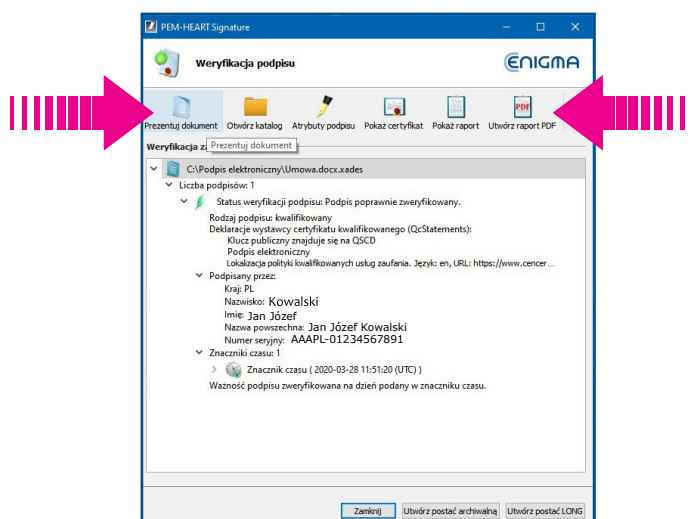 PEM-HEART Signature
Weryfikacja podpisu
ENIGMA
Prezentuj dokument Otwórz katalog Atrybuty podpisu Pokaż certyfikat Pokaż raport Utwórz raport PDF
Weryfikacja z
Prezentuj dokument
C:\Podpis elektroniczny\Umowa.docx.xades
Liczba podpisów: 1
Status weryfikacji podpisu: Podpis poprawnie zweryfikowany.
Rodzaj podpisu: kwalifikowany
Deklaracje wystawcy certyfikatu kwalifikowanego (QcStatements):
Klucz publiczny znajduje się na QSCD
Podpis elektroniczny
Lokalizacja polityki kwalifikowanych usług zaufania. Język: en, URL: https://www.cencer...
Podpisany przez:
Kraj: PL
Nazwisko: Kowalski
Imię: Jan Józef
Nazwa powszechna: Jan Józef Kowalski
Numer seryjny: AAAPL-01234567891
Znaczniki czasu: 1
Znacznik czasu ( 2020-03-28 11:51:20 (UTC) )
Ważność podpisu zweryfikowana na dzień podany w znaczniku czasu.
Zamknij Utwórz postać archiwalną Utwórz postać LONG